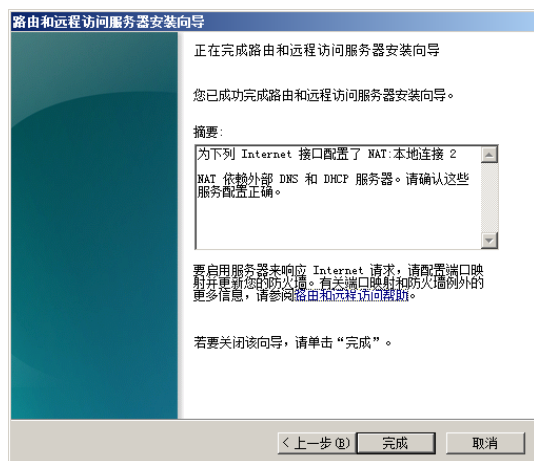 路由和远程访问服务器安装向导
正在完成路由和远程访问服务器安装向导
您已成功完成路由和远程访问服务器安装向导。
摘要:
为下列 Internet 接口配置了 NAT:本地连接 2
NAT 依赖外部 DNS 和 DHCP 服务器。请确认这些
服务配置正确。
要启用服务器来响应 Internet 请求，请配置端口映
射并更新您的防火墙。有关端口映射和防火墙例外的
更多信息，请参阅路由和远程访问帮助。
若要关闭该向导，请单击“完成”。
< 上一步(B) 完成 取消